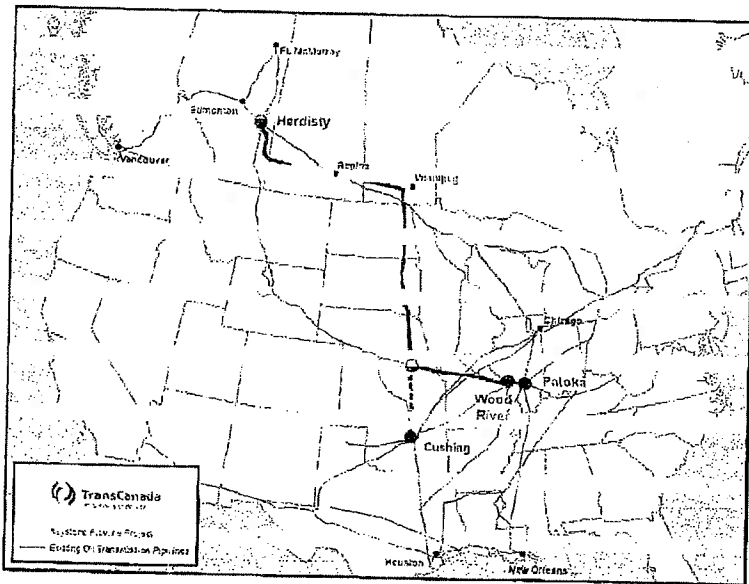 Ft. McMurray
Edmonton
Herdisty
Vancouver
Regina
Winnipeg
Chicago
Wood
River
Patoka
Cushing
TransCanada
Keystone Pipeline Project
Existing Oil Transmission Pipelines
Houston
New Orleans